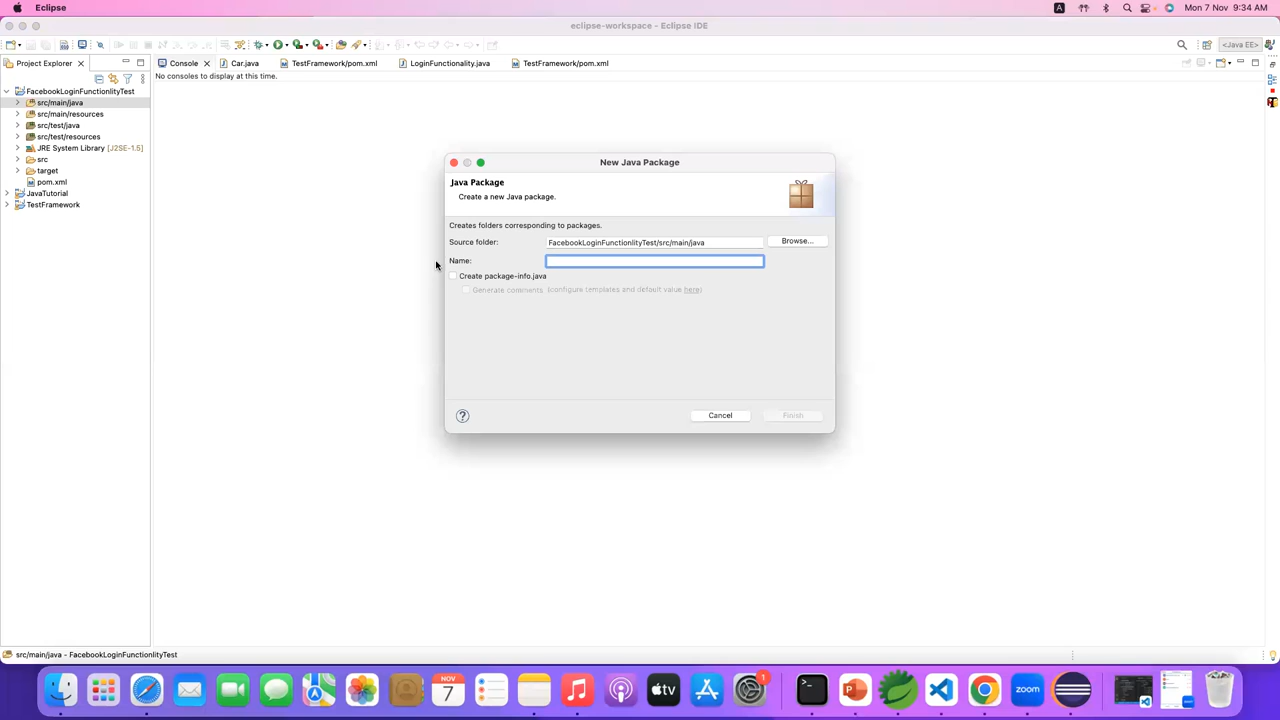 Eclipse
A
Mon 7 Nov 9:34 AM
eclipse-workspace - Eclipse IDE
<Java EE>
Project Explorer
Console
Car.java
TestFramework/pom.xml
LoginFunctionality.java
TestFramework/pom.xml
No consoles to display at this time.
FacebookLoginFunctionlityTest
src/main/java
src/main/resources
src/test/java
src/test/resources
JRE System Library [J2SE-1.5]
src
target
pom.xml
JavaTutorial
TestFramework
New Java Package
Java Package
Create a new Java package.
Creates folders corresponding to packages.
Source folder:
FacebookLoginFunctionlityTest/src/main/java
Browse...
Name:
Create package-info.java
Generate comments (configure templates and default value here)
?
Cancel
Finish
src/main/java - FacebookLoginFunctionlityTest
NOV
7
tv
1
zoom